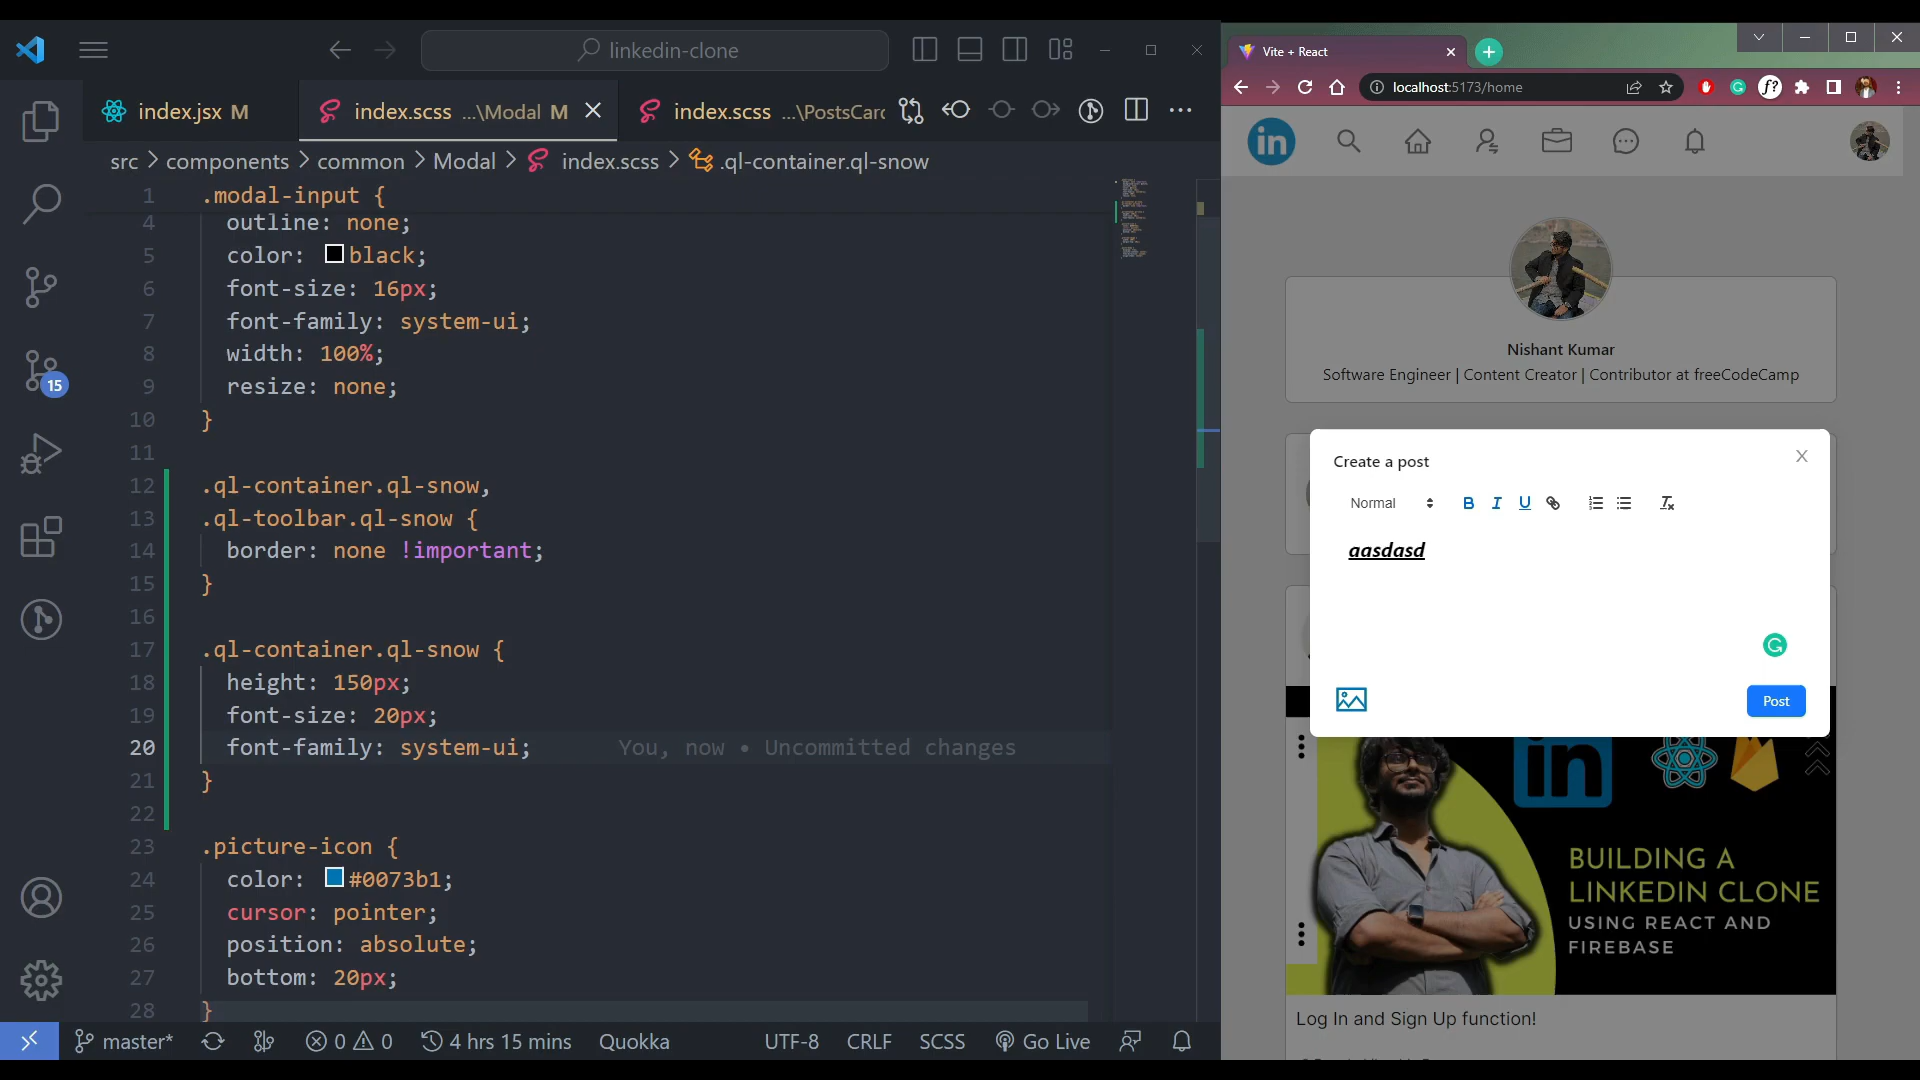 linkedin-clone
index.jsx M
index.scss ...\Modal M
index.scss ...\PostsCard
src > components > common > Modal > index.scss > .ql-container.ql-snow
1 .modal-input {
4 outline: none;
5 color: black;
6 font-size: 16px;
7 font-family: system-ui;
8 width: 100%;
9 resize: none;
10 }
11
12 .ql-container.ql-snow,
13 .ql-toolbar.ql-snow {
14 border: none !important;
15 }
16
17 .ql-container.ql-snow {
18 height: 150px;
19 font-size: 20px;
20 font-family: system-ui; You, now • Uncommitted changes
21 }
22
23 .picture-icon {
24 color: #0073b1;
25 cursor: pointer;
26 position: absolute;
27 bottom: 20px;
28 }
15
master* 0 0 4 hrs 15 mins Quokka UTF-8 CRLF SCSS Go Live
Vite + React
localhost:5173/home
in
Nishant Kumar
Software Engineer | Content Creator | Contributor at freeCodeCamp
Create a post
Normal B I U
aasdasd
Post
in
BUILDING A
LINKEDIN CLONE
USING REACT AND
FIREBASE
Log In and Sign Up function!